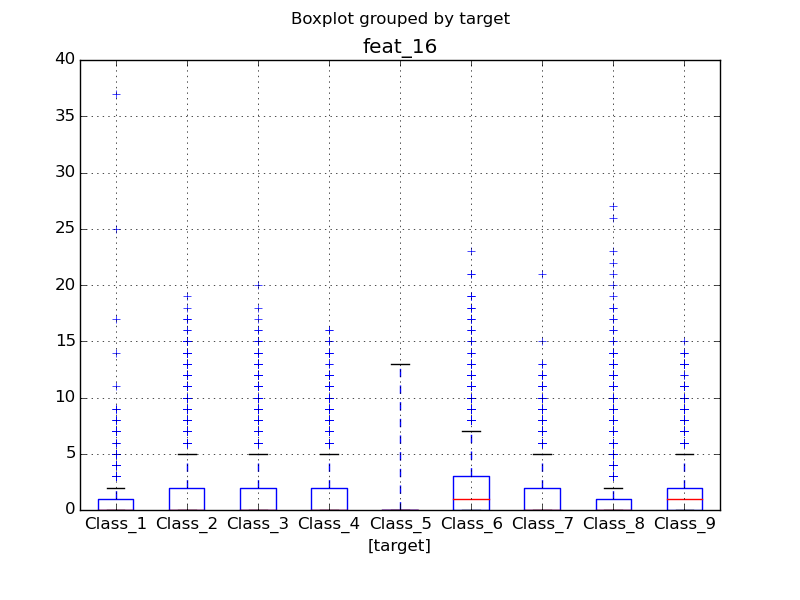 Boxplot grouped by target
feat_16
40
35
30
25
20
15
10
5
0
Class_1 Class_2 Class_3 Class_4 Class_5 Class_6 Class_7 Class_8 Class_9
[target]